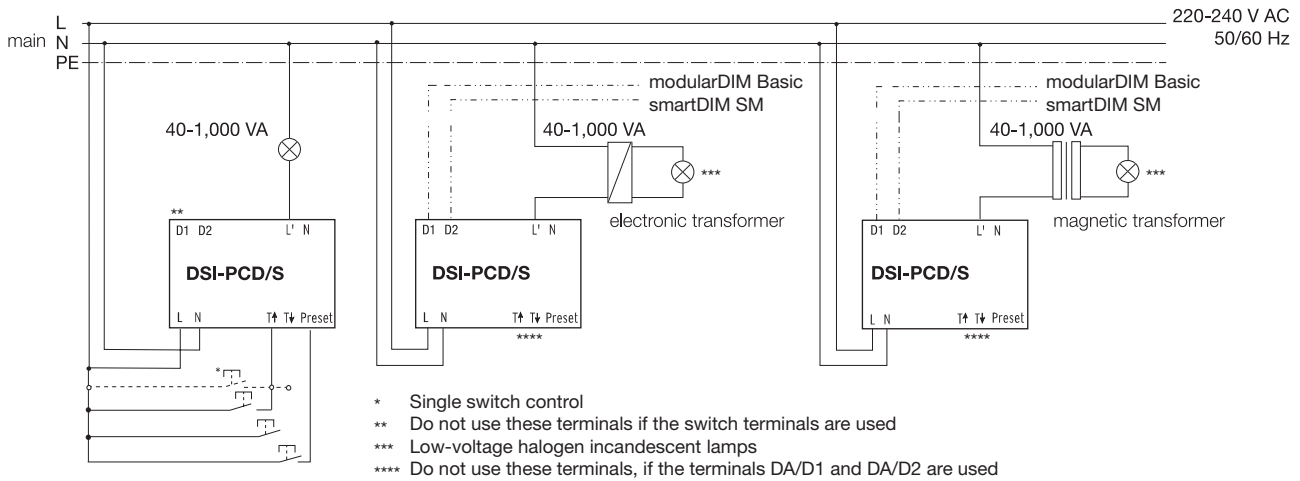 L 220-240 V AC
main N 50/60 Hz
PE
modularDIM Basic modularDIM Basic
smartDIM SM smartDIM SM
40-1,000 VA 40-1,000 VA 40-1,000 VA
*** ***
** electronic transformer magnetic transformer
D1 D2 L' N D1 D2 L' N D1 D2 L' N
DSI-PCD/S DSI-PCD/S DSI-PCD/S
L N T↑ T↓ Preset L N T↑ T↓ Preset L N T↑ T↓ Preset
**** ****
*
* Single switch control
** Do not use these terminals if the switch terminals are used
*** Low-voltage halogen incandescent lamps
**** Do not use these terminals, if the terminals DA/D1 and DA/D2 are used